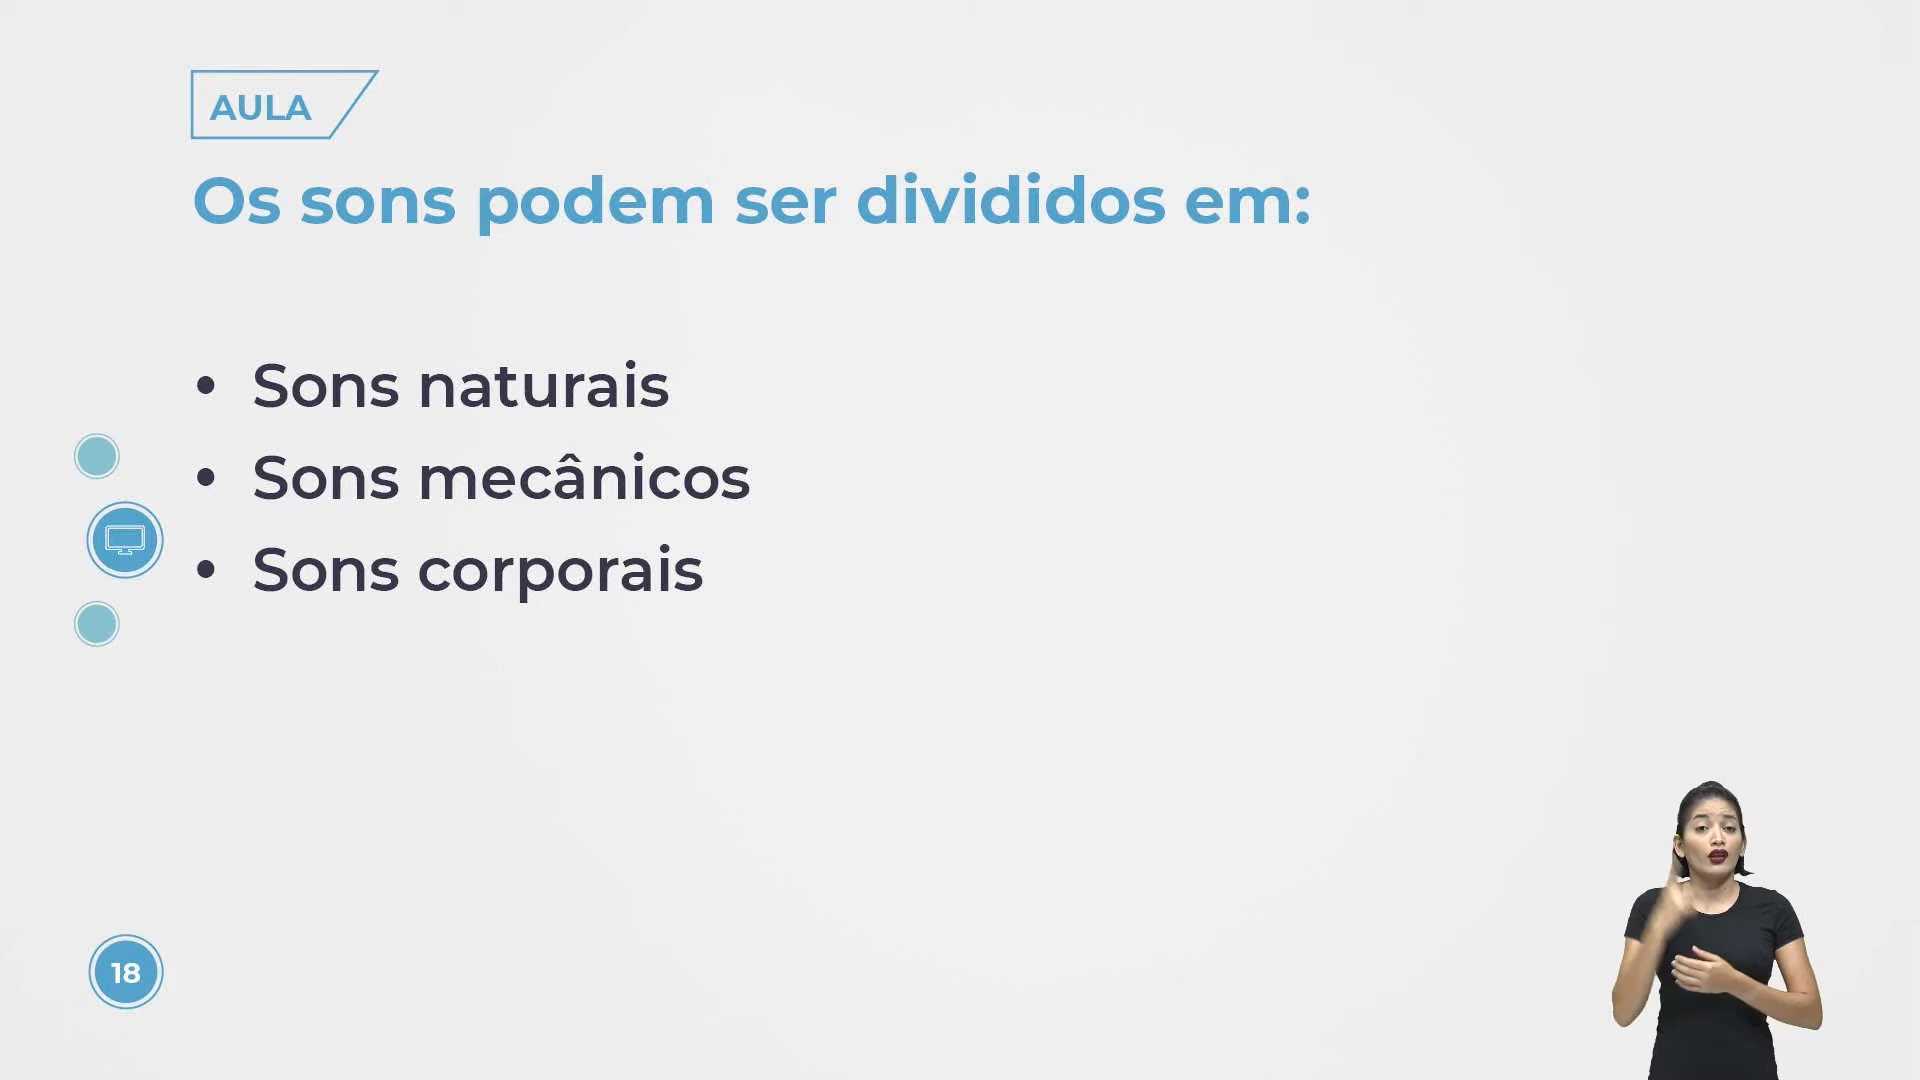 AULA
Os sons podem ser divididos em:
• Sons naturais
• Sons mecânicos
• Sons corporais
18